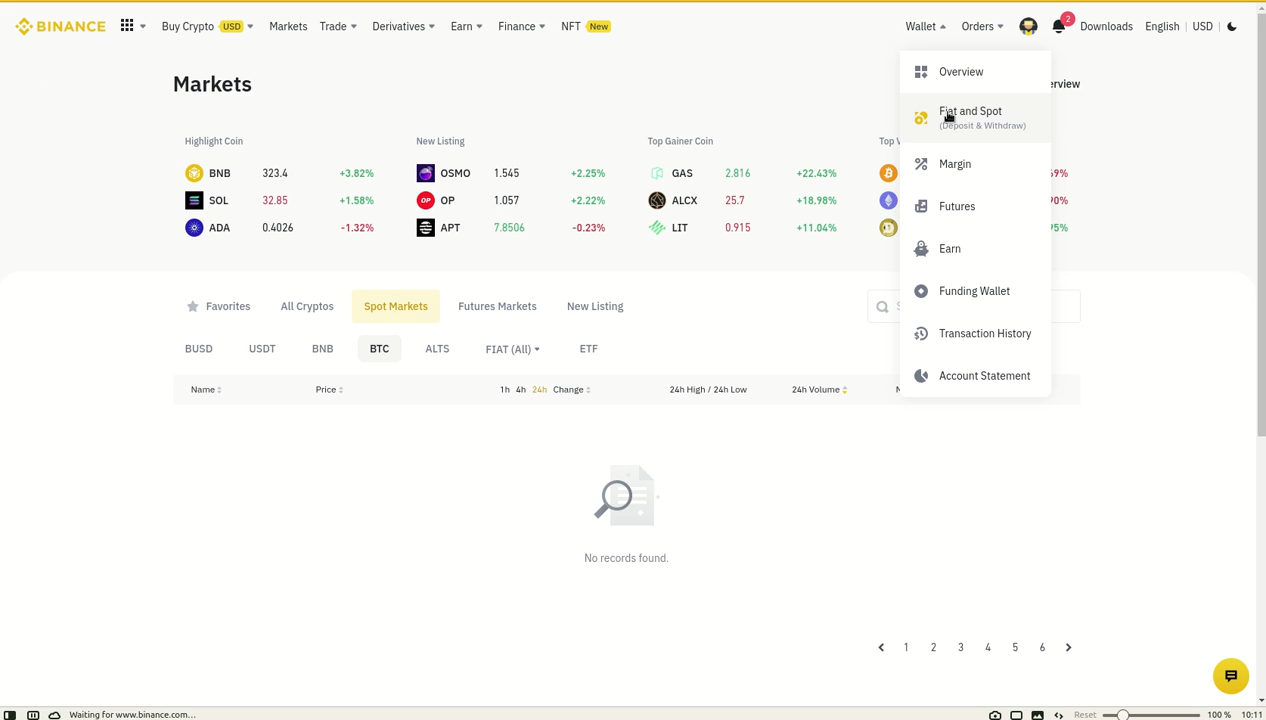 BINANCE
Buy Crypto USD Markets Trade Derivatives Earn Finance NFT New
Wallet Orders 2 Downloads English USD
Markets
erview
Overview
Fiat and Spot
(Deposit & Withdraw)
Margin
Futures
Earn
Funding Wallet
Transaction History
Account Statement
Highlight Coin
BNB 323.4 +3.82%
SOL 32.85 +1.58%
ADA 0.4026 -1.32%
New Listing
OSMO 1.545 +2.25%
OP OP 1.057 +2.22%
APT 7.8506 -0.23%
Top Gainer Coin
GAS 2.816 +22.43%
ALCX 25.7 +18.98%
LIT 0.915 +11.04%
Top V
Favorites All Cryptos Spot Markets Futures Markets New Listing
BUSD USDT BNB BTC ALTS FIAT (All) ETF
Name Price 1h 4h 24h Change 24h High / 24h Low 24h Volume
No records found.
1 2 3 4 5 6
Waiting for www.binance.com... Reset 100 % 10:11